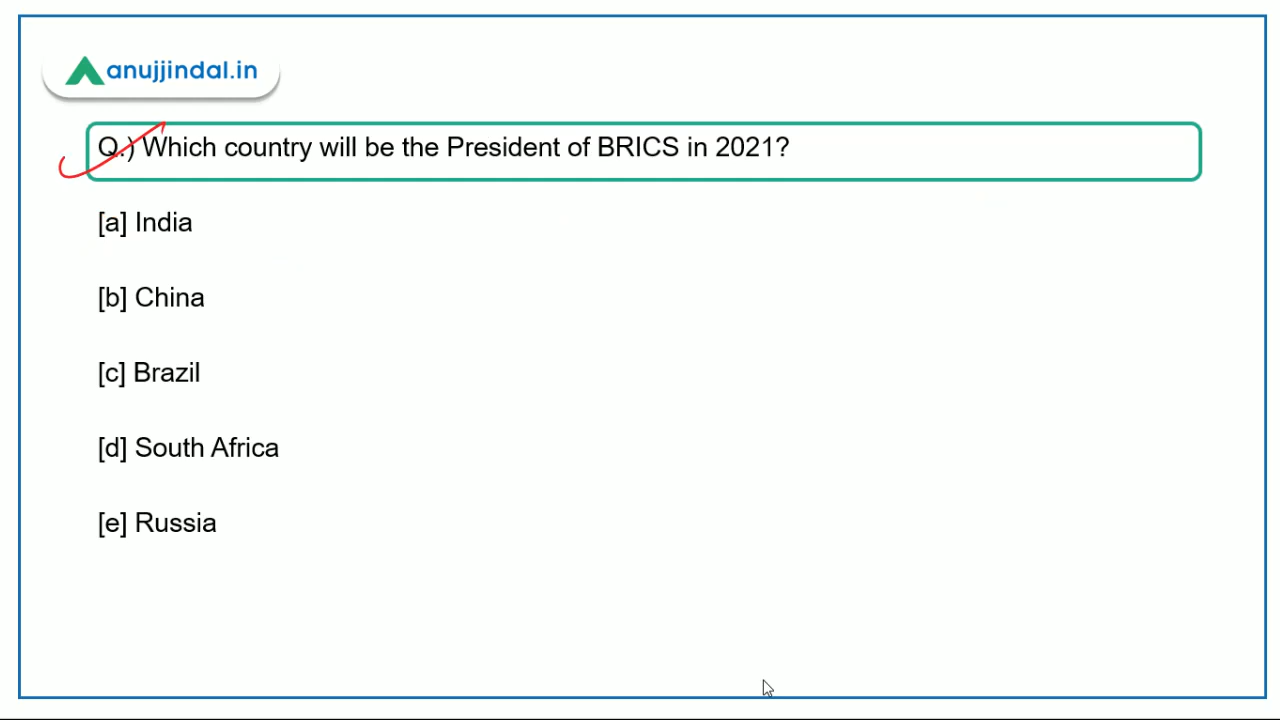 anujjindal.in
Q.) Which country will be the President of BRICS in 2021?
[a] India
[b] China
[c] Brazil
[d] South Africa
[e] Russia